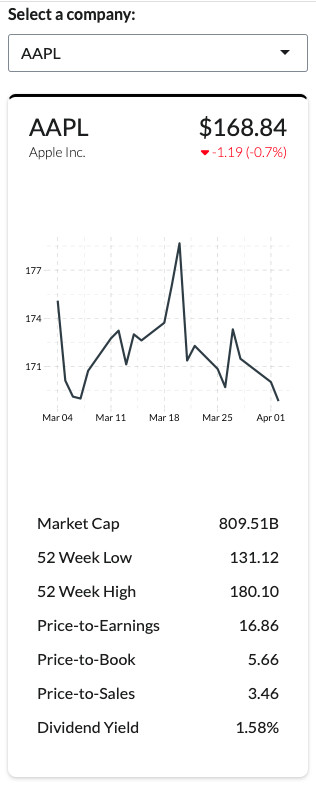 Select a company:
AAPL
AAPL $168.84
Apple Inc. -1.19 (-0.7%)
177
174
171
Mar 04 Mar 11 Mar 18 Mar 25 Apr 01
Market Cap 809.51B
52 Week Low 131.12
52 Week High 180.10
Price-to-Earnings 16.86
Price-to-Book 5.66
Price-to-Sales 3.46
Dividend Yield 1.58%